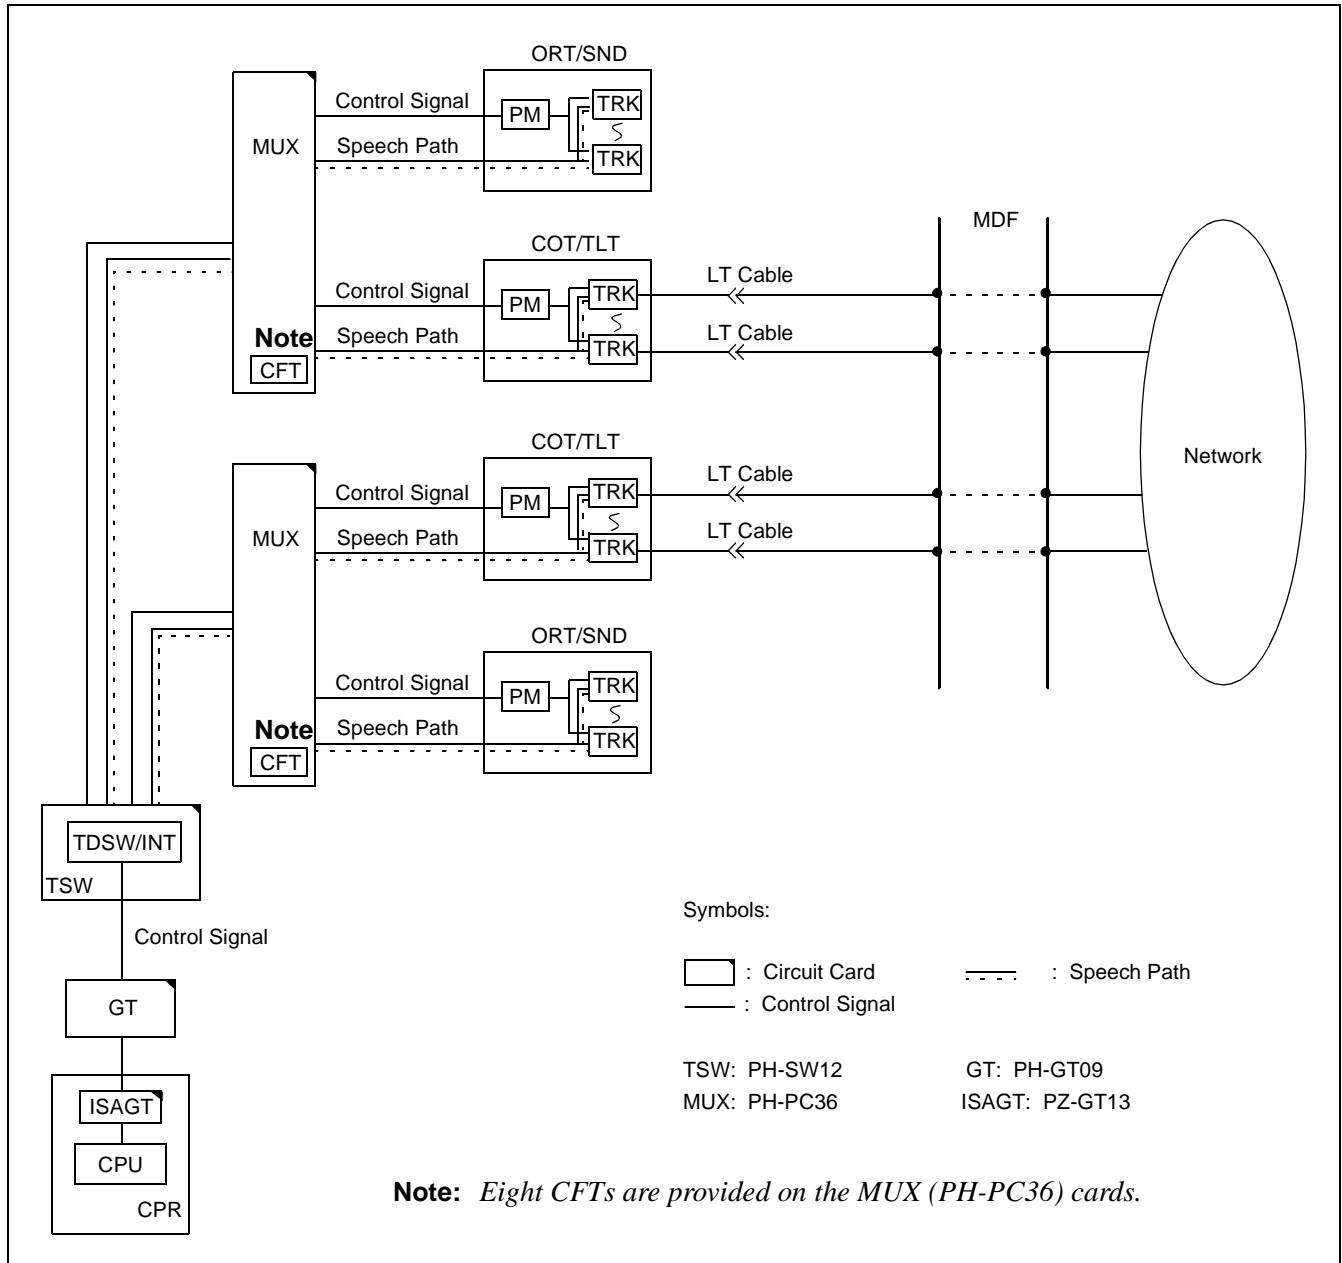 ORT/SND
Control Signal
PM
TRK
MUX
Speech Path
TRK
MDF
COT/TLT
LT Cable
Control Signal
PM
TRK
Note
Speech Path
LT Cable
TRK
CFT
COT/TLT
Network
LT Cable
Control Signal
PM
TRK
MUX
Speech Path
LT Cable
TRK
ORT/SND
Control Signal
PM
TRK
Note
Speech Path
TRK
CFT
TDSW/INT
TSW
Control Signal
GT
ISAGT
CPU
CPR
Symbols:
: Circuit Card
: Speech Path
: Control Signal
TSW: PH-SW12
GT: PH-GT09
MUX: PH-PC36
ISAGT: PZ-GT13
Note: Eight CFTs are provided on the MUX (PH-PC36) cards.